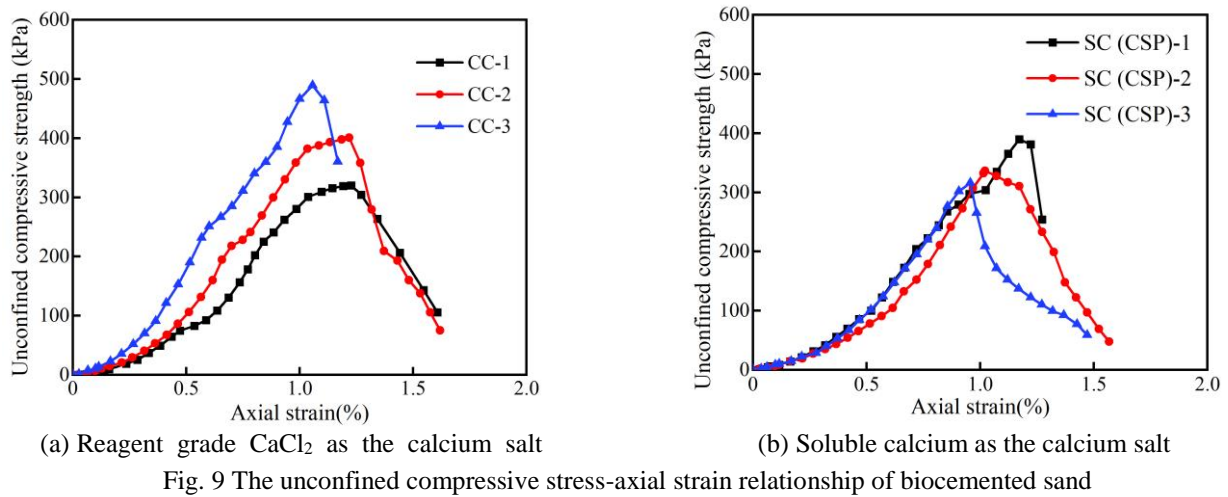 600
500
400
300
200
100
0
0.0
0.5
1.0
1.5
2.0
Unconfined compressive strength (kPa)
Axial strain(%)
CC-1
CC-2
CC-3
(a) Reagent grade CaCl₂ as the calcium salt
600
500
400
300
200
100
0
0.0
0.5
1.0
1.5
2.0
Unconfined compressive strength (kPa)
Axial strain(%)
SC (CSP)-1
SC (CSP)-2
SC (CSP)-3
(b) Soluble calcium as the calcium salt
Fig. 9 The unconfined compressive stress-axial strain relationship of biocemented sand